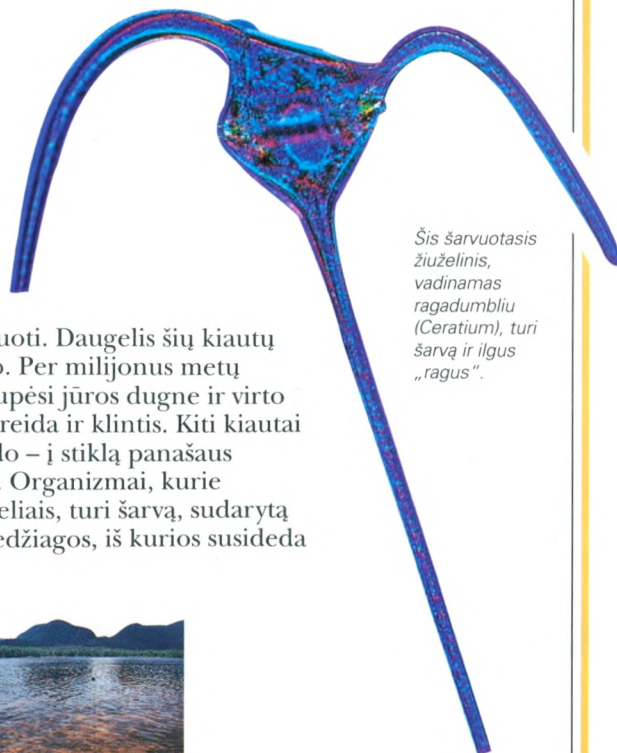 Šis šarvuotasis
žiuželinis,
vadinamas
ragadumbliu
(Ceratium), turi
šarvą ir ilgus
„ragus“.
uoti. Daugelis šių kiautų
o. Per milijonus metų
upėsi jūros dugne ir virto
reida ir klintis. Kiti kiautai
do – į stiklą panašaus
. Organizmai, kurie
eliais, turi šarvą, sudarytą
edžiagos, iš kurios susideda